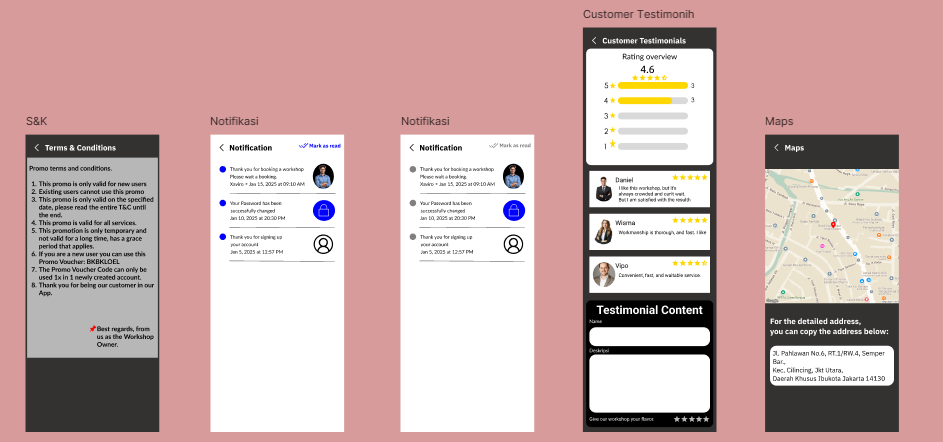 S&K
Terms & Conditions
Promo terms and conditions.
1. This promo is only valid for new users
2. Existing users cannot use this promo
3. This promo is only valid on the specified
date, please read the entire T&C until
the end.
4. This promo is valid for all services.
5. This promotion is only temporary and
not valid for a long time, has a grace
period that applies.
6. If you are a new user you can use this
Promo Voucher: BKBKLOEL
7. The Promo Voucher Code can only be
used 1x in 1 newly created account.
8. Thank you for being our customer in our
App.
Best regards, from
us as the Workshop
Owner.
Notifikasi
Notification
Mark as read
Thank you for booking a workshop
Please wait a booking.
Xaviro • Jan 15, 2025 at 09:10 AM
Your Password has been
successfully changed
Jan 10, 2025 at 20:30 PM
Thank you for signing up
your account
Jan 5, 2025 at 12:57 PM
Notifikasi
Notification
Mark as read
Thank you for booking a workshop
Please wait a booking.
Xaviro • Jan 15, 2025 at 09:10 AM
Your Password has been
successfully changed
Jan 10, 2025 at 20:30 PM
Thank you for signing up
your account
Jan 5, 2025 at 12:57 PM
Customer Testimonih
Customer Testimonials
Rating overview
4.6
5 3
4 3
3
2
1
Daniel
I like this workshop, but it's
always crowded and can't wait.
But I am satisfied with the result
Wisma
Workmanship is thorough, and fast. I like
Vipo
Convenient, fast, and waitable service.
Testimonial Content
Name
Deskripsi
Give our workshop your flavor.
Maps
Maps
For the detailed address,
you can copy the address below:
Jl. Pahlawan No.6, RT.1/RW.4, Semper
Bar.,
Kec. Cilincing, Jkt Utara,
Daerah Khusus Ibukota Jakarta 14130